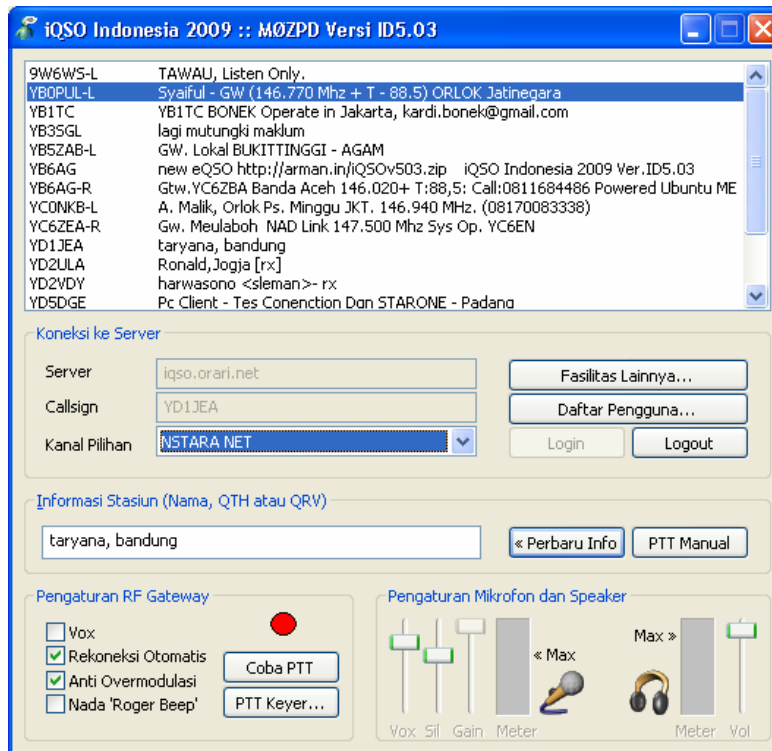 iQSO Indonesia 2009 :: MØZPD Versi ID5.03
9W6WS-L TAWAU, Listen Only.
YB0PUL-L Syaiful - GW (146.770 Mhz + T - 88.5) ORLOK Jatinegara
YB1TC YB1TC BONEK Operate in Jakarta, kardi.bonek@gmail.com
YB3SGL lagi mutungki maklum
YB5ZAB-L GW. Lokal BUKITTINGGI - AGAM
YB6AG new eQSO http://arman.in/iQSOv503.zip iQSO Indonesia 2009 Ver.ID5.03
YB6AG-R Gtw.YC6ZBA Banda Aceh 146.020+ T:88,5: Call:0811684486 Powered Ubuntu ME
YC0NKB-L A. Malik, Orlok Ps. Minggu JKT. 146.940 MHz. (08170083338)
YC6ZEA-R Gw. Meulaboh NAD Link 147.500 Mhz Sys Op. YC6EN
YD1JEA taryana, bandung
YD2ULA Ronald,Jogja [rx]
YD2VDY harwasono <sleman>- rx
YD5DGE Pc Client - Tes Conenction Dan STARONE - Padang
Koneksi ke Server
Server iqso.orari.net Fasilitas Lainnya...
Callsign YD1JEA Daftar Pengguna...
Kanal Pilihan NSTARA NET Login Logout
Informasi Stasiun (Nama, QTH atau QRV)
taryana, bandung « Perbaru Info PTT Manual
Pengaturan RF Gateway
Vox
Rekoneksi Otomatis
Anti Overmodulasi
Nada 'Roger Beep'
Coba PTT
PTT Keyer...
Pengaturan Mikrofon dan Speaker
« Max Max »
Vox Sil Gain Meter Meter Vol